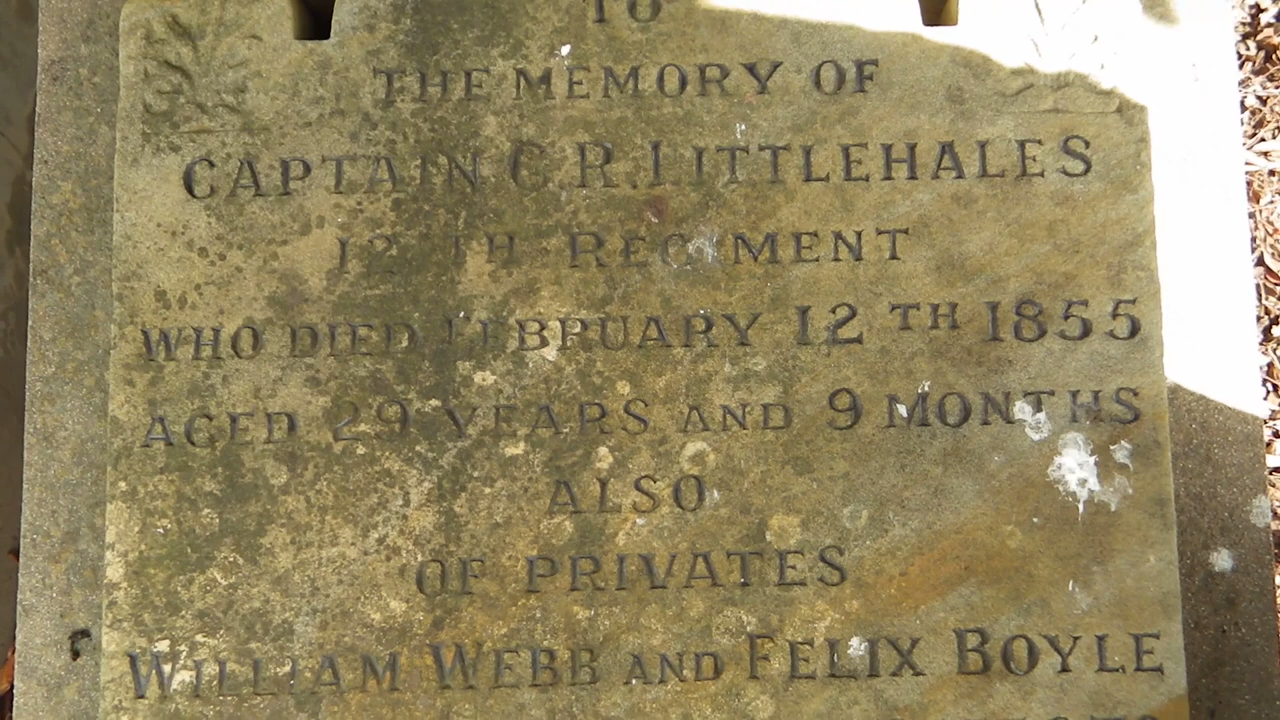 TO
THE MEMORY OF
CAPTAIN C.R. LITTLEHALES
12TH REGIMENT
WHO DIED FEBRUARY 12TH 1855
AGED 29 YEARS AND 9 MONTHS
ALSO
OF PRIVATES
WILLIAM WEBB AND FELIX BOYLE